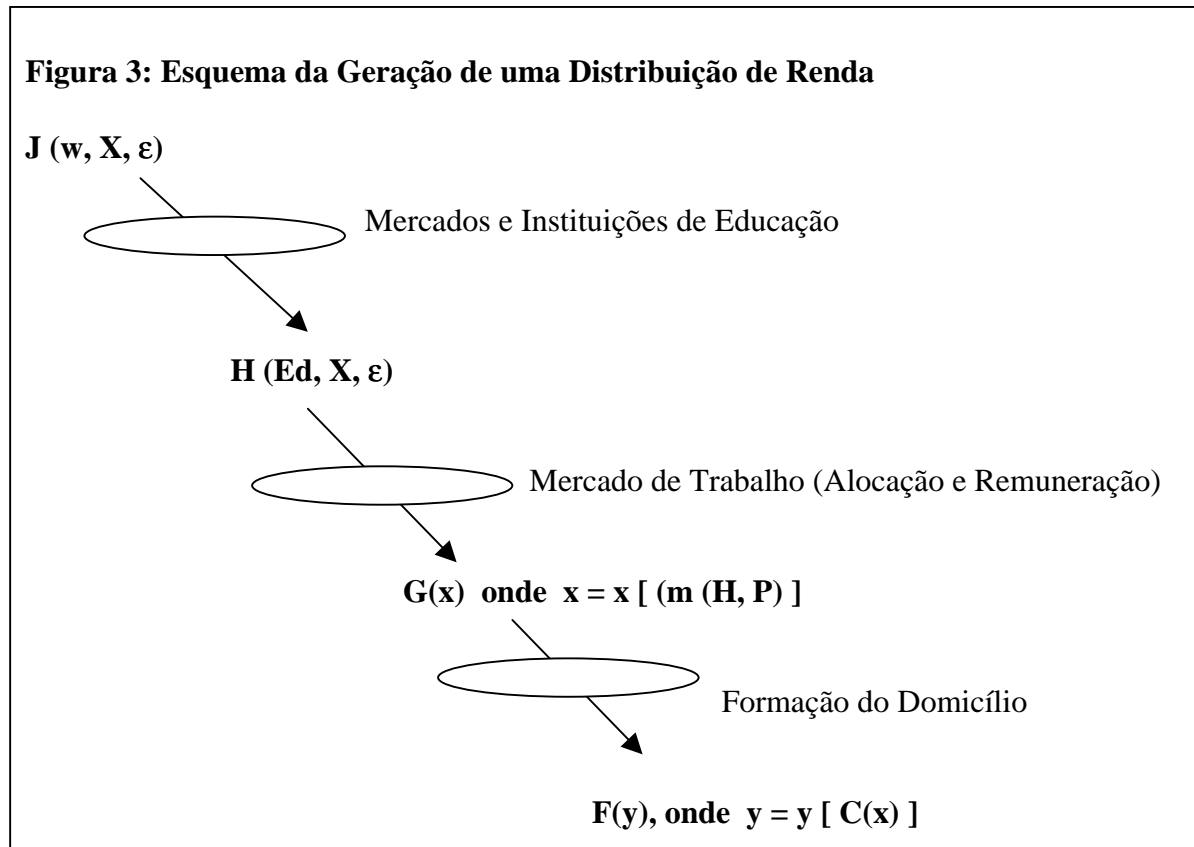 Figura 3: Esquema da Geração de uma Distribuição de Renda
J (w, X, ε)
Mercados e Instituições de Educação
H (Ed, X, ε)
Mercado de Trabalho (Alocação e Remuneração)
G(x) onde x = x [ (m (H, P) ]
Formação do Domicílio
F(y), onde y = y [ C(x) ]